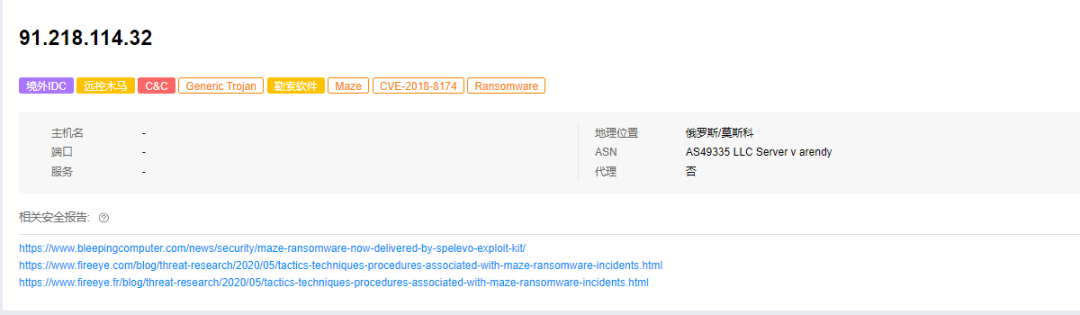 91.218.114.32
境外IDC 远控木马 C&C Generic Trojan 勒索软件 Maze CVE-2018-8174 Ransomware
主机名 - 地理位置 俄罗斯/莫斯科
端口 - ASN AS49335 LLC Server v arendy
服务 - 代理 否
相关安全报告: ?
https://www.bleepingcomputer.com/news/security/maze-ransomware-now-delivered-by-spelevo-exploit-kit/
https://www.fireeye.com/blog/threat-research/2020/05/tactics-techniques-procedures-associated-with-maze-ransomware-incidents.html
https://www.fireeye.fr/blog/threat-research/2020/05/tactics-techniques-procedures-associated-with-maze-ransomware-incidents.html